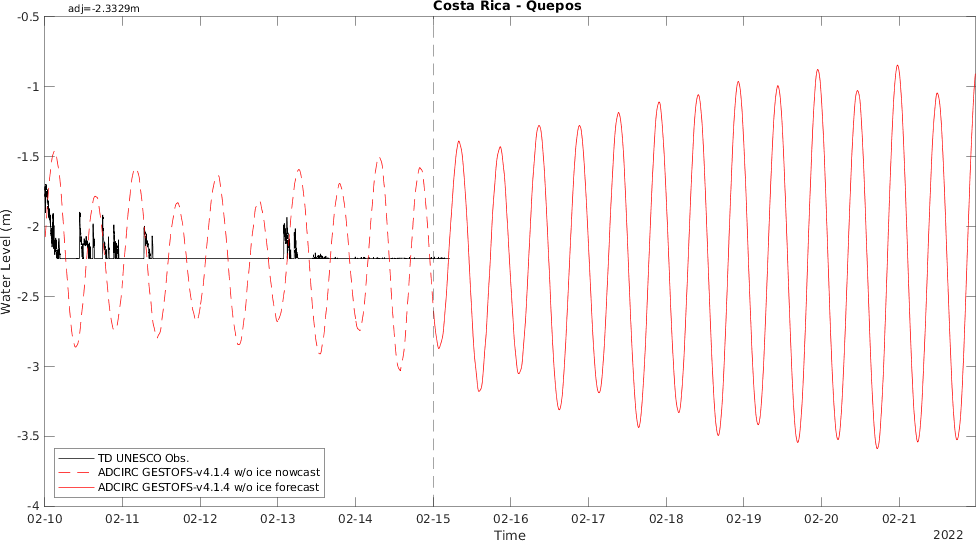 adj=-2.3329m
Costa Rica - Quepos
-0.5
-1
-1.5
-2
-2.5
-3
-3.5
-4
Water Level (m)
TD UNESCO Obs.
ADCIRC GESTOFS-v4.1.4 w/o ice nowcast
ADCIRC GESTOFS-v4.1.4 w/o ice forecast
02-10 02-11 02-12 02-13 02-14 02-15 02-16 02-17 02-18 02-19 02-20 02-21
Time
2022